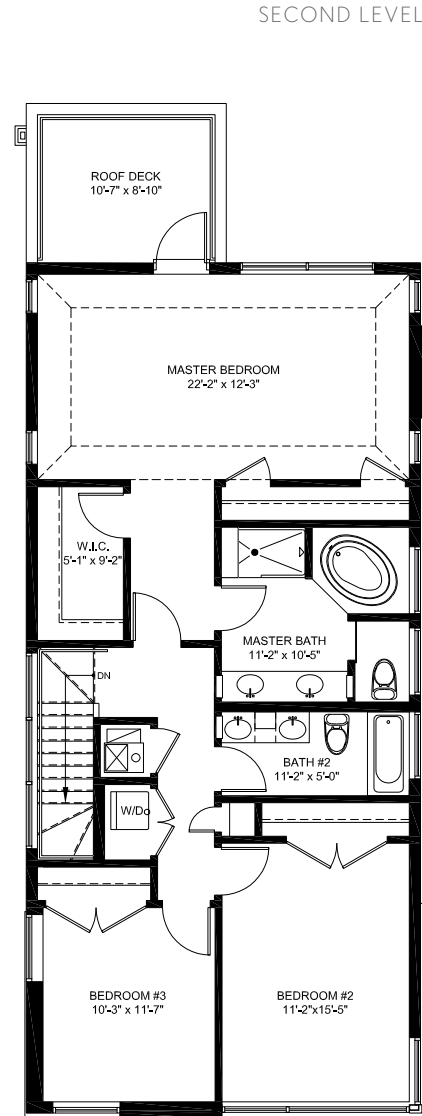 SECOND LEVEL
ROOF DECK
10'-7" x 8'-10"
MASTER BEDROOM
22'-2" x 12'-3"
W.I.C.
5'-1" x 9'-2"
MASTER BATH
11'-2" x 10'-5"
DN
BATH #2
11'-2" x 5'-0"
W/Do
BEDROOM #3
10'-3" x 11'-7"
BEDROOM #2
11'-2"x15'-5"